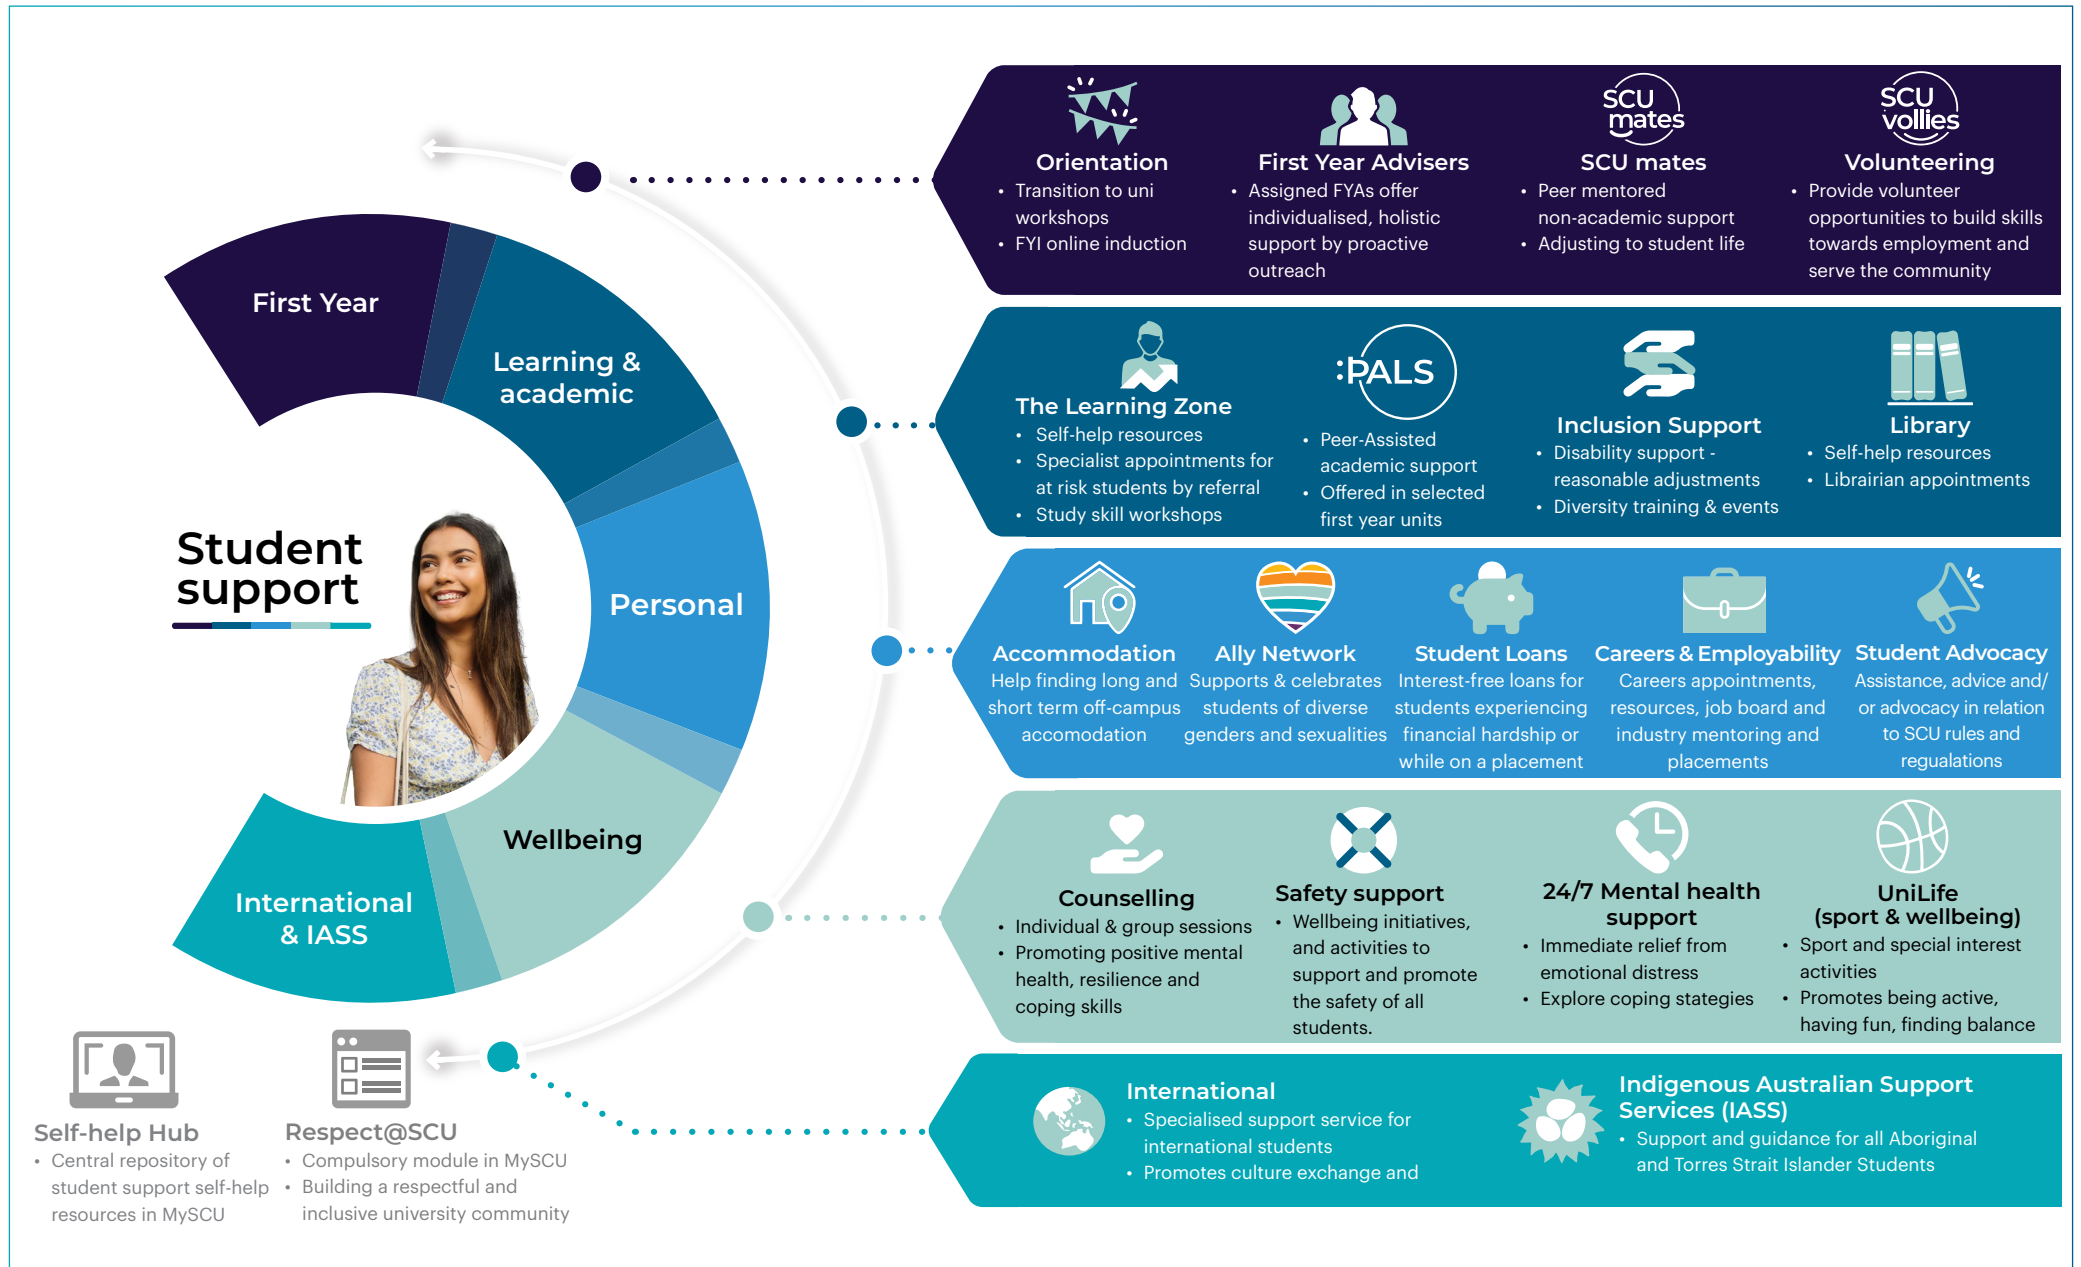 First Year
Learning &
academic
Personal
Wellbeing
International
& IASS
Student
support
SCU
mates
SCU
vollies
Orientation
• Transition to uni
workshops
• FYI online induction
First Year Advisers
• Assigned FYAs offer
individualised, holistic
support by proactive
outreach
SCU mates
• Peer mentored
non-academic support
• Adjusting to student life
Volunteering
• Provide volunteer
opportunities to build skills
towards employment and
serve the community
The Learning Zone
• Self-help resources
• Specialist appointments for
at risk students by referral
• Study skill workshops
:PALS
• Peer-Assisted
academic support
• Offered in selected
first year units
Inclusion Support
• Disability support -
reasonable adjustments
• Diversity training & events
Library
• Self-help resources
• Librairian appointments
Accommodation
Help finding long and
short term off-campus
accomodation
Ally Network
Supports & celebrates
students of diverse
genders and sexualities
Student Loans
Interest-free loans for
students experiencing
financial hardship or
while on a placement
Careers & Employability
Careers appointments,
resources, job board and
industry mentoring and
placements
Student Advocacy
Assistance, advice and/
or advocacy in relation
to SCU rules and
regualations
Counselling
• Individual & group sessions
• Promoting positive mental
health, resilience and
coping skills
Safety support
• Wellbeing initiatives,
and activities to
support and promote
the safety of all
students.
24/7 Mental health
support
• Immediate relief from
emotional distress
• Explore coping stategies
UniLife
(sport & wellbeing)
• Sport and special interest
activities
• Promotes being active,
having fun, finding balance
International
• Specialised support service for
international students
• Promotes culture exchange and
Indigenous Australian Support
Services (IASS)
• Support and guidance for all Aboriginal
and Torres Strait Islander Students
Self-help Hub
• Central repository of
student support self-help
resources in MySCU
Respect@SCU
• Compulsory module in MySCU
• Building a respectful and
inclusive university community